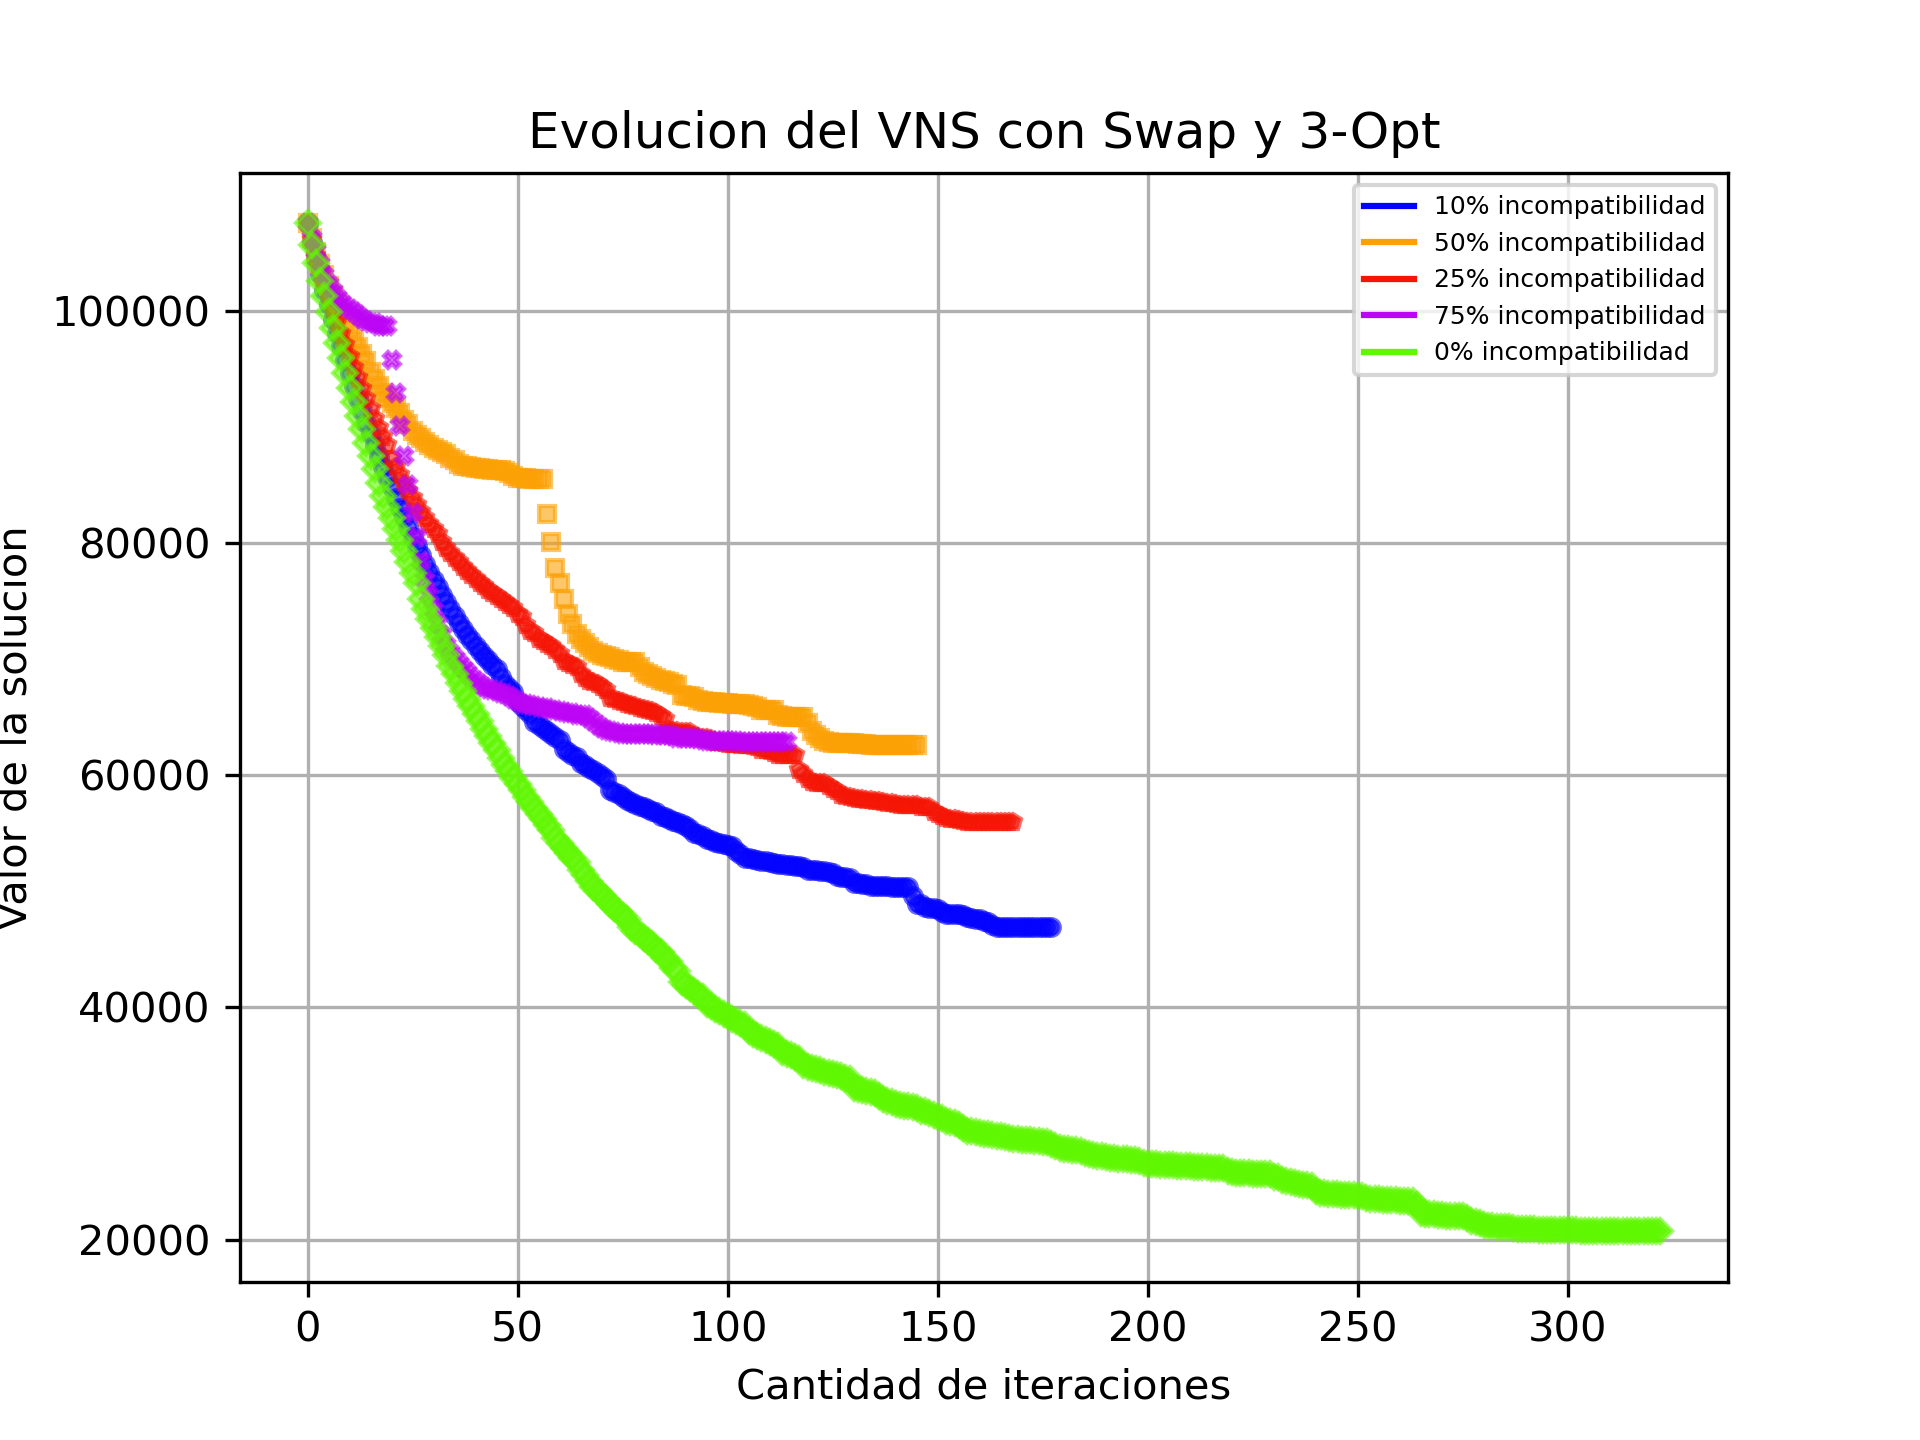 Evolucion del VNS con Swap y 3-Opt
10% incompatibilidad
50% incompatibilidad
25% incompatibilidad
75% incompatibilidad
0% incompatibilidad
Valor de la solucion
100000
80000
60000
40000
20000
0 50 100 150 200 250 300
Cantidad de iteraciones